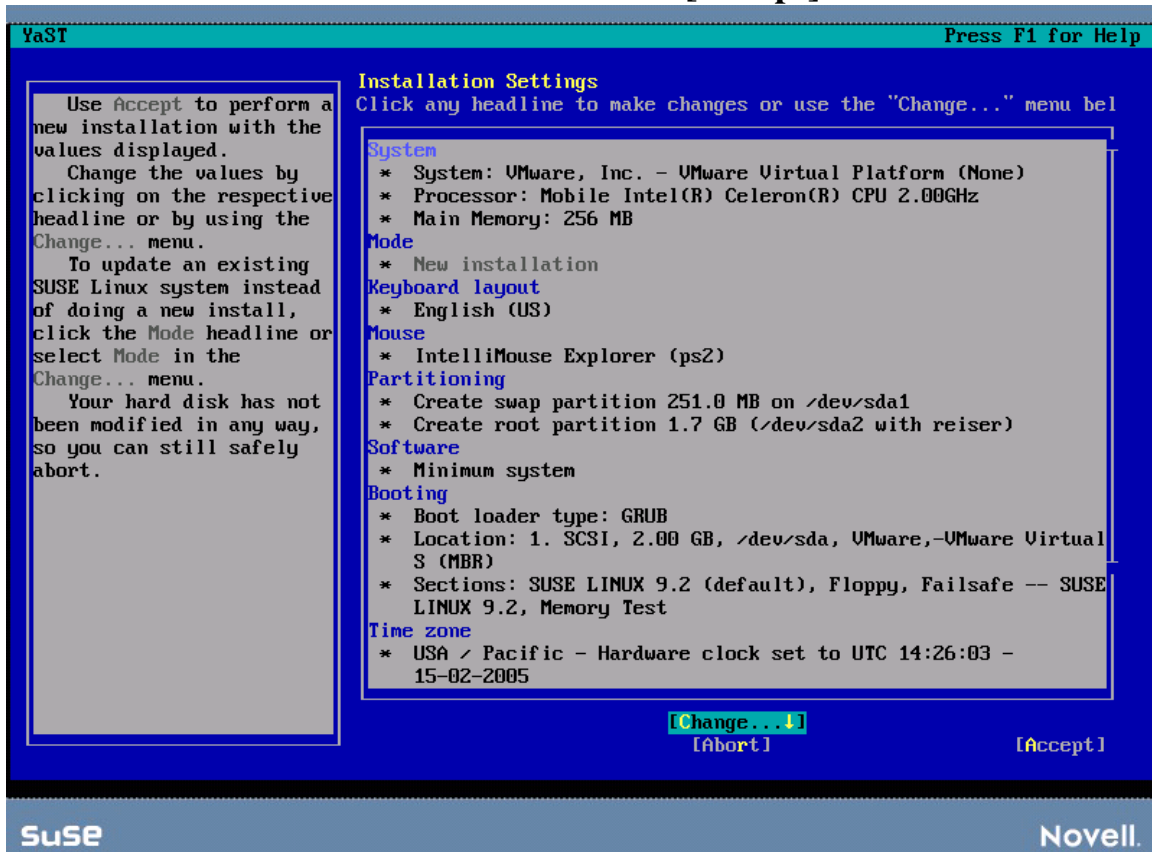 YaST Press F1 for Help
Use Accept to perform a
new installation with the
values displayed.
Change the values by
clicking on the respective
headline or by using the
Change... menu.
To update an existing
SUSE Linux system instead
of doing a new install,
click the Mode headline or
select Mode in the
Change... menu.
Your hard disk has not
been modified in any way,
so you can still safely
abort.
Installation Settings
Click any headline to make changes or use the "Change..." menu bel
System
* System: VMware, Inc. - VMware Virtual Platform (None)
* Processor: Mobile Intel(R) Celeron(R) CPU 2.00GHz
* Main Memory: 256 MB
Mode
* New installation
Keyboard layout
* English (US)
Mouse
* IntelliMouse Explorer (ps2)
Partitioning
* Create swap partition 251.0 MB on /dev/sda1
* Create root partition 1.7 GB (/dev/sda2 with reiser)
Software
* Minimum system
Booting
* Boot loader type: GRUB
* Location: 1. SCSI, 2.00 GB, /dev/sda, VMware,-VMware Virtual
S (MBR)
* Sections: SUSE LINUX 9.2 (default), Floppy, Failsafe -- SUSE
LINUX 9.2, Memory Test
Time zone
* USA / Pacific - Hardware clock set to UTC 14:26:03 -
15-02-2005
[Change...↓]
[Abort] [Accept]
SUSE Novell.